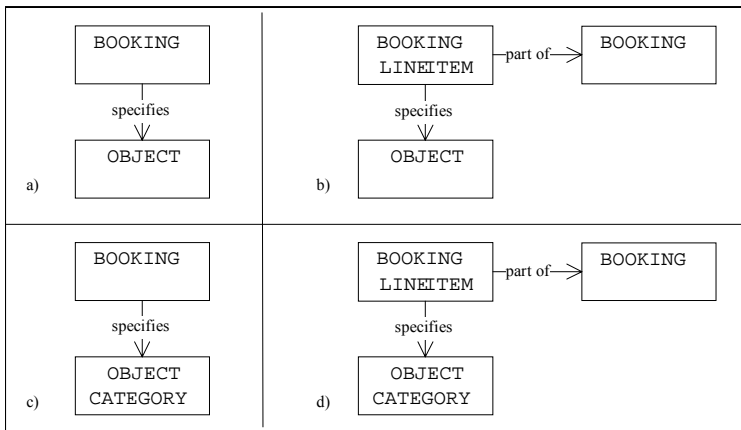 BOOKING
specifies
OBJECT
a)
BOOKING
LINEITEM
part of
BOOKING
specifies
OBJECT
b)
BOOKING
specifies
OBJECT
CATEGORY
c)
BOOKING
LINEITEM
part of
BOOKING
specifies
OBJECT
CATEGORY
d)